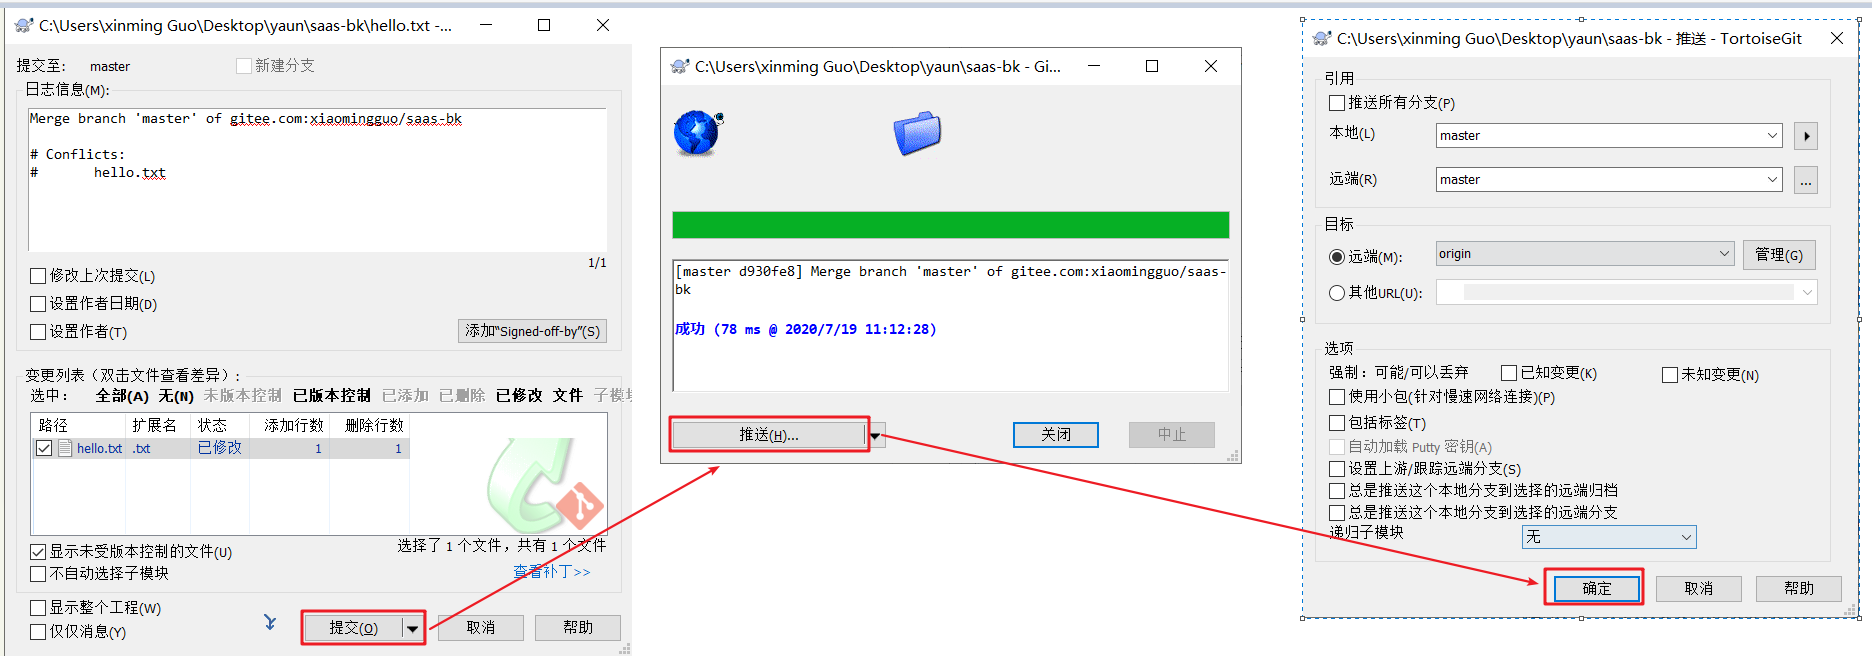 C:\Users\xinming Guo\Desktop\yaun\saas-bk\hello.txt -...
提交至: master 新建分支
日志信息(M):
Merge branch 'master' of gitee.com:xiaomingguo/saas-bk
# Conflicts:
# hello.txt
1/1
修改上次提交(L)
设置作者日期(D)
设置作者(T)
添加“Signed-off-by”(S)
变更列表（双击文件查看差异）:
选中: 全部(A) 无(N) 未版本控制 已版本控制 已添加 已删除 已修改 文件 子模块
路径 扩展名 状态 添加行数 删除行数
hello.txt .txt 已修改 1 1
显示未受版本控制的文件(U)
选择了 1 个文件，共有 1 个文件
不自动选择子模块
查看补丁>>
显示整个工程(W)
仅仅消息(Y)
提交(O) 取消 帮助
C:\Users\xinming Guo\Desktop\yaun\saas-bk - Gi...
[master d930fe8] Merge branch 'master' of gitee.com:xiaomingguo/saas-
bk
成功 (78 ms @ 2020/7/19 11:12:28)
推送(H)... 关闭 中止
C:\Users\xinming Guo\Desktop\yaun\saas-bk - 推送 - TortoiseGit
引用
推送所有分支(P)
本地(L) master
远端(R) master ...
目标
远端(M): origin 管理(G)
其他URL(U):
选项
强制：可能/可以丢弃 已知变更(K) 未知变更(N)
使用小包(针对慢速网络连接)(P)
包括标签(T)
自动加载 Putty 密钥(A)
设置上游/跟踪远端分支(S)
总是推送这个本地分支到选择的远端归档
总是推送这个本地分支到选择的远端分支
递归子模块 无
确定 取消 帮助